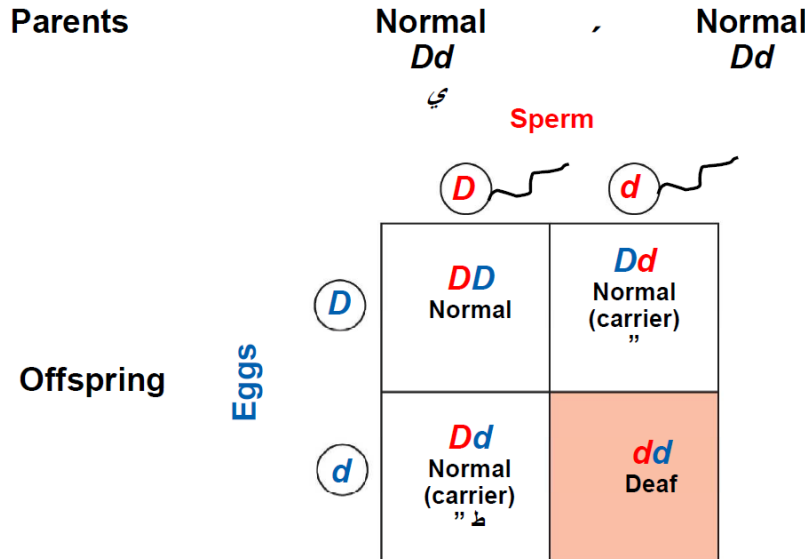 Parents Normal ˊ Normal
Dd Dd
ي
Sperm
D d
DD
Normal
Dd
Normal
(carrier)
”
D
Offspring
Eggs
Dd
Normal
(carrier)
” ط
dd
Deaf
d